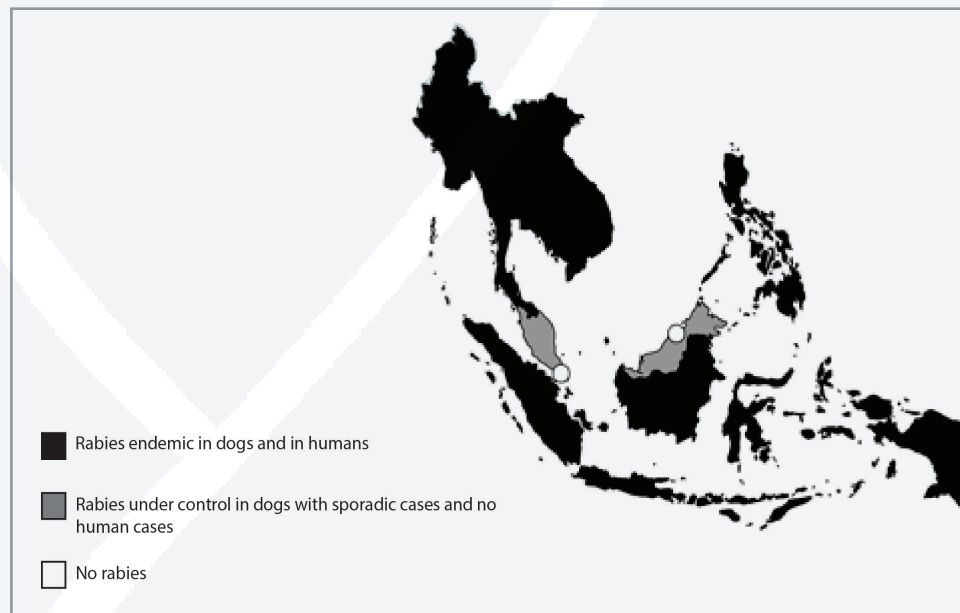 Rabies endemic in dogs and in humans
Rabies under control in dogs with sporadic cases and no
human cases
No rabies